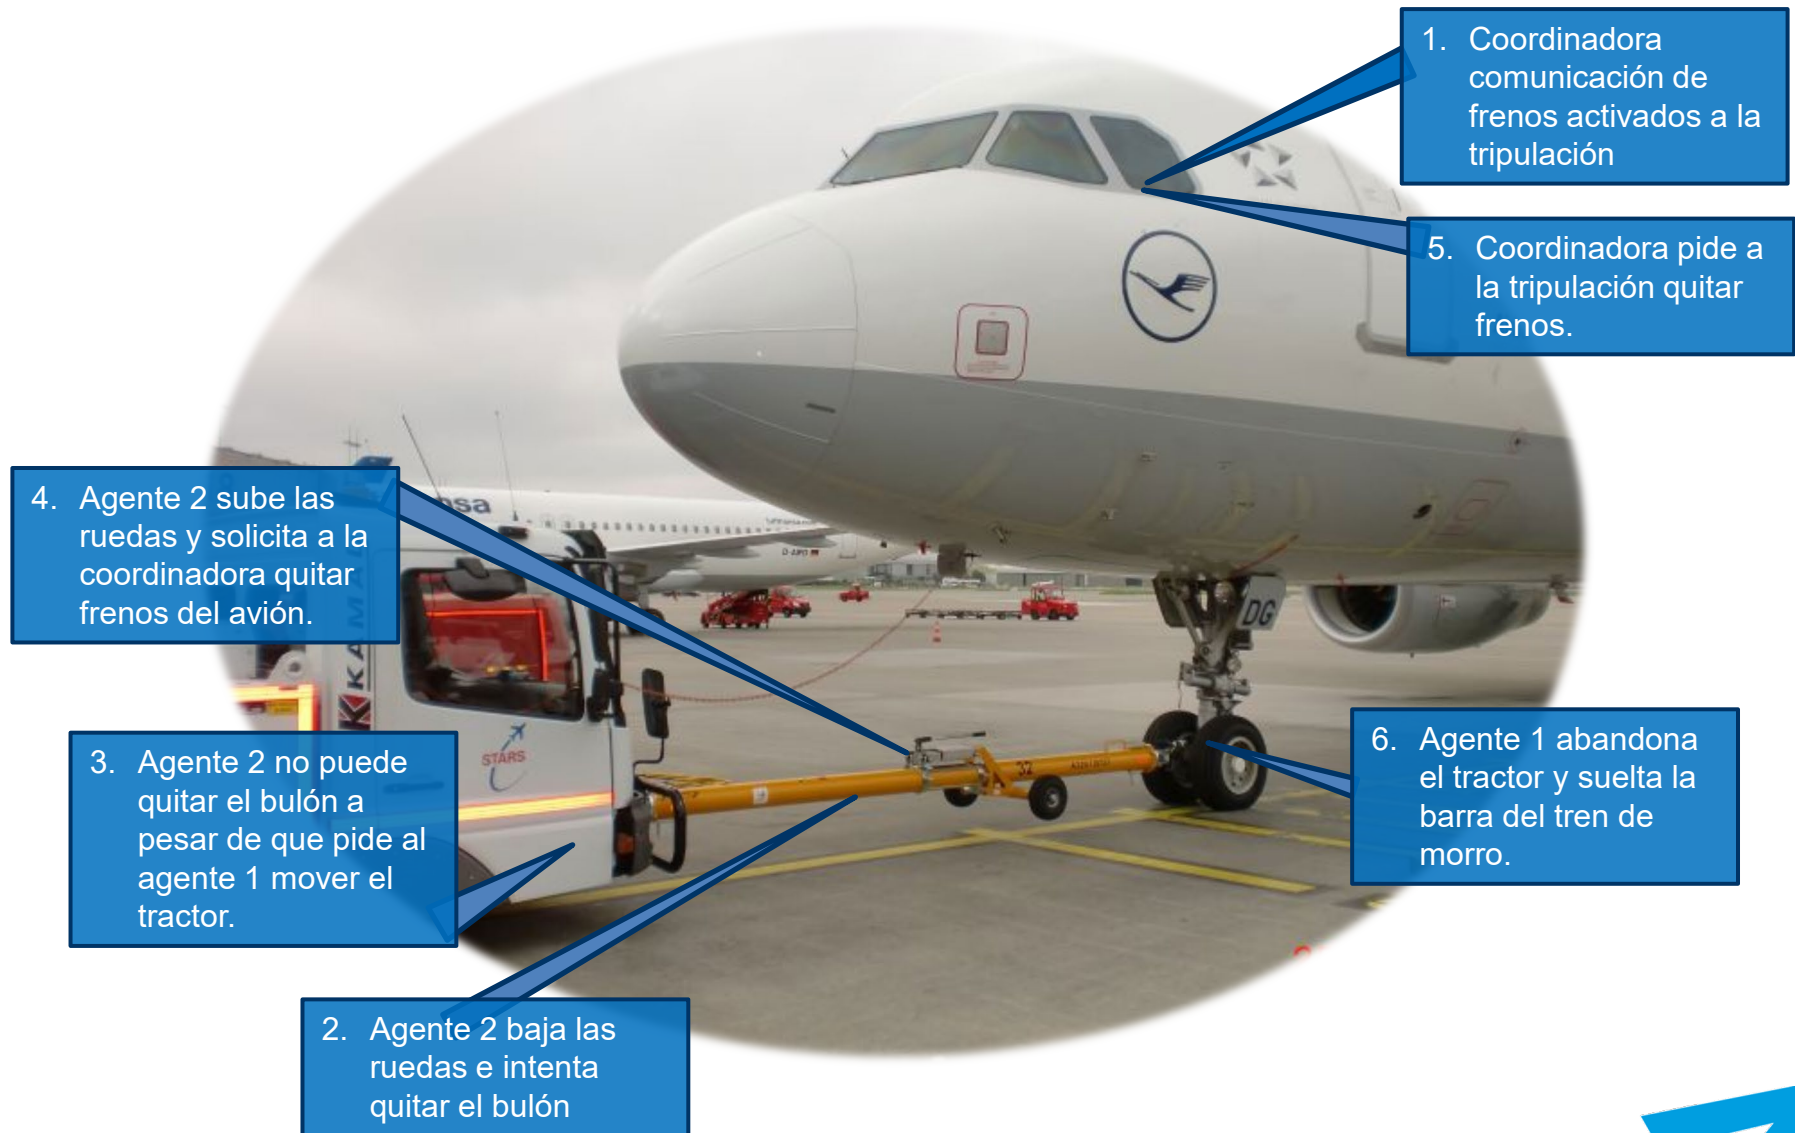 1. Coordinadora
comunicación de
frenos activados a la
tripulación
5. Coordinadora pide a
la tripulación quitar
frenos.
4. Agente 2 sube las
ruedas y solicita a la
coordinadora quitar
frenos del avión.
3. Agente 2 no puede
quitar el bulón a
pesar de que pide al
agente 1 mover el
tractor.
2. Agente 2 baja las
ruedas e intenta
quitar el bulón
6. Agente 1 abandona
el tractor y suelta la
barra del tren de
morro.
DG
STARS
32
KAMA